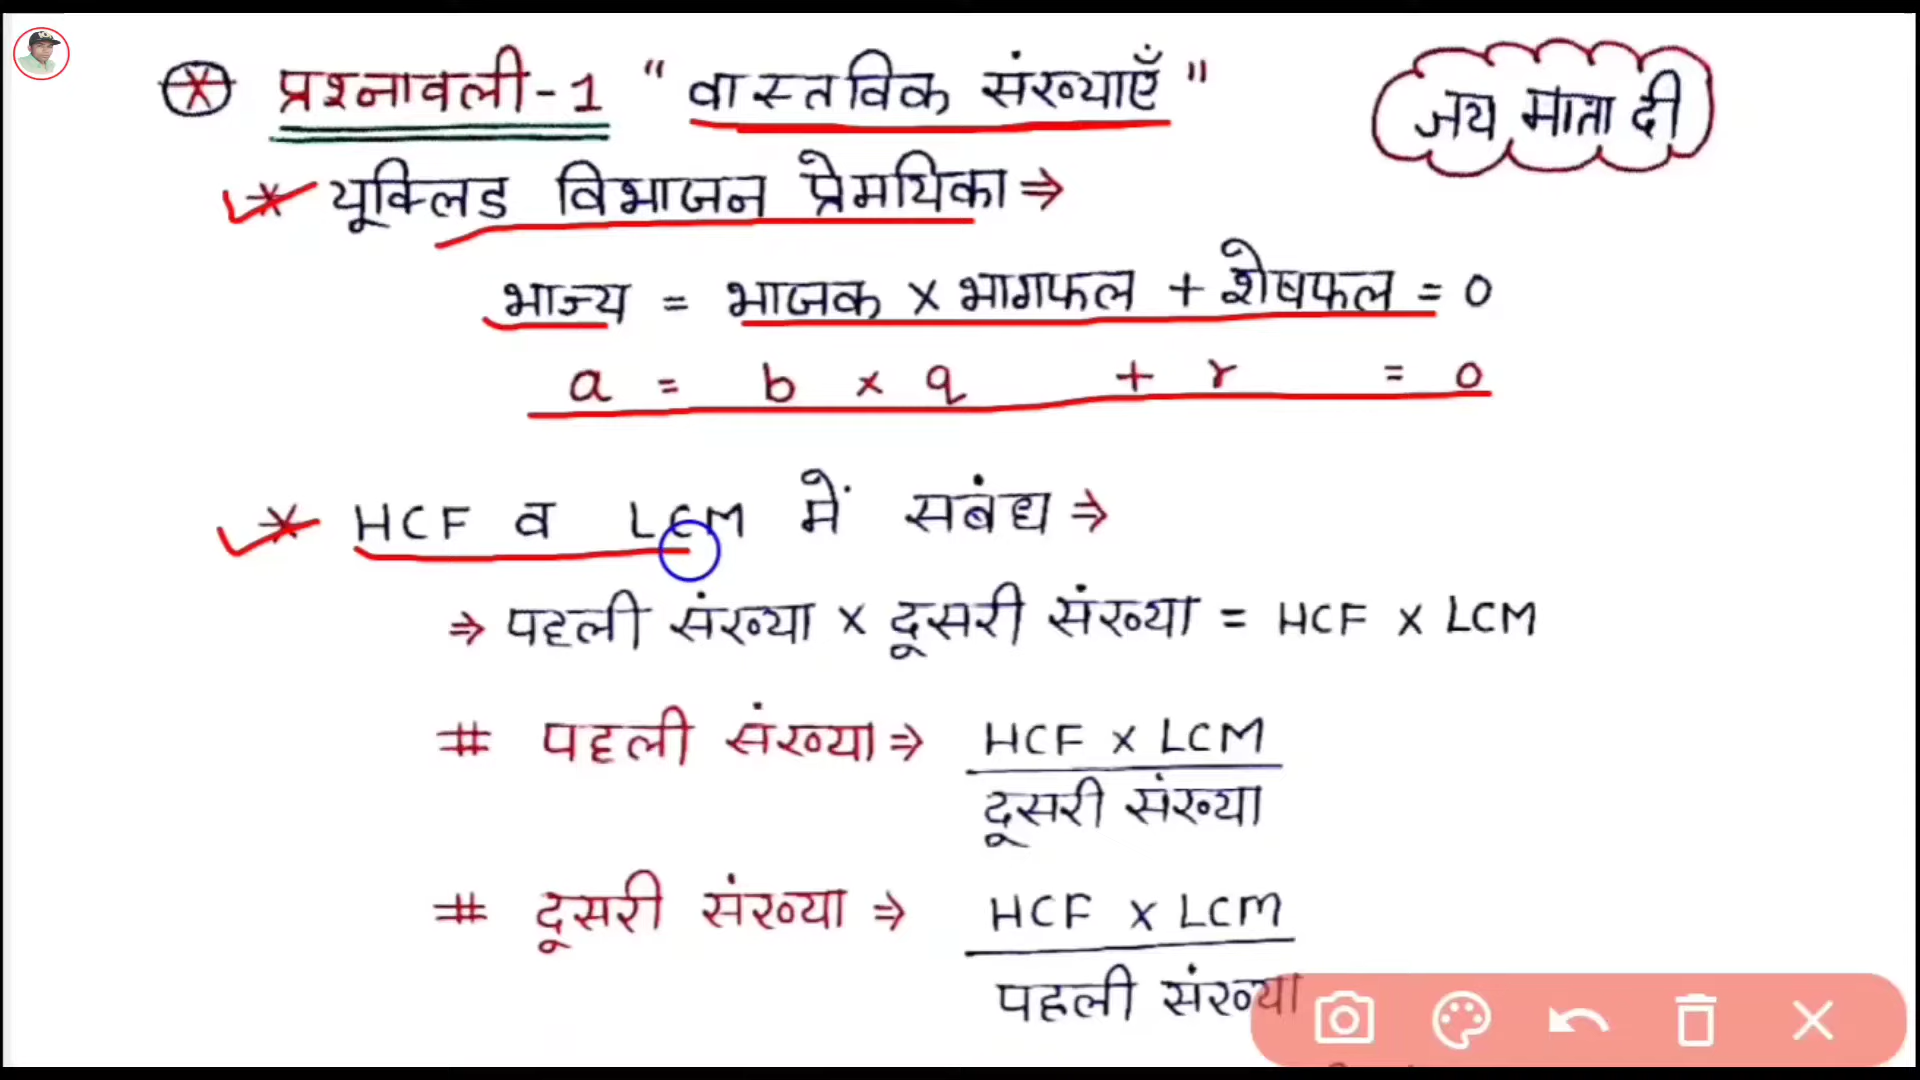 प्रश्नावली-1 "वास्तविक संख्याएँ"
जय माता दी
* यूक्लिड विभाजन प्रेमयिका ⇒
भाज्य = भाजक × भागफल + शेषफल = 0
a = b × q + r = 0
* HCF व LCM में सबंध ⇒
⇒ पहली संख्या × दूसरी संख्या = HCF × LCM
# पहली संख्या ⇒ HCF × LCM
दूसरी संख्या
# दूसरी संख्या ⇒ HCF × LCM
पहली संख्या